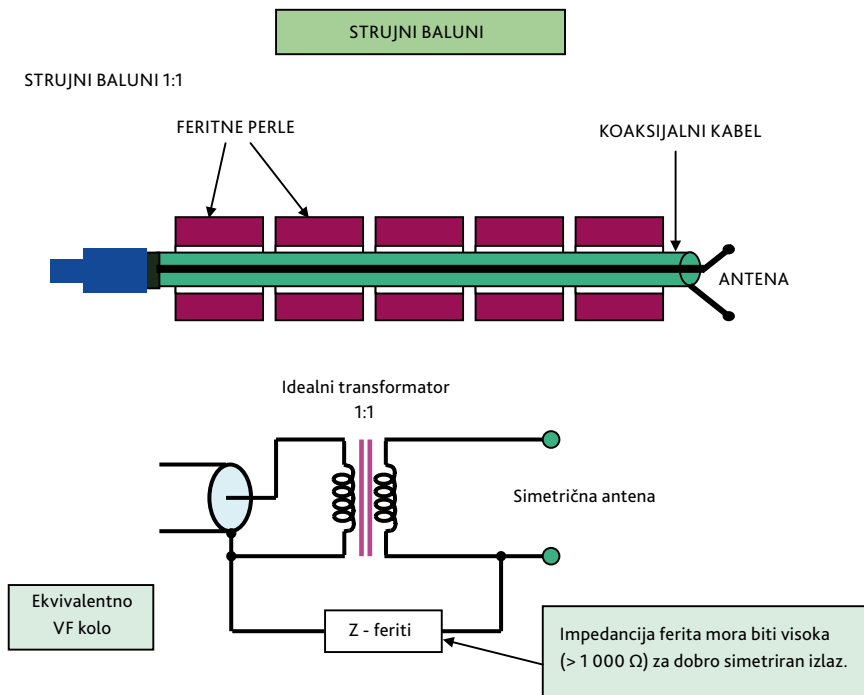 STRUJNI BALUNI
STRUJNI BALUNI 1:1
FERITNE PERLE
KOAKSIJALNI KABEL
ANTENA
Idealni transformator
1:1
Simetrična antena
Ekvivalentno
VF kolo
Z - feriti
Impedancija ferita mora biti visoka
(> 1 000 Ω) za dobro simetriran izlaz.